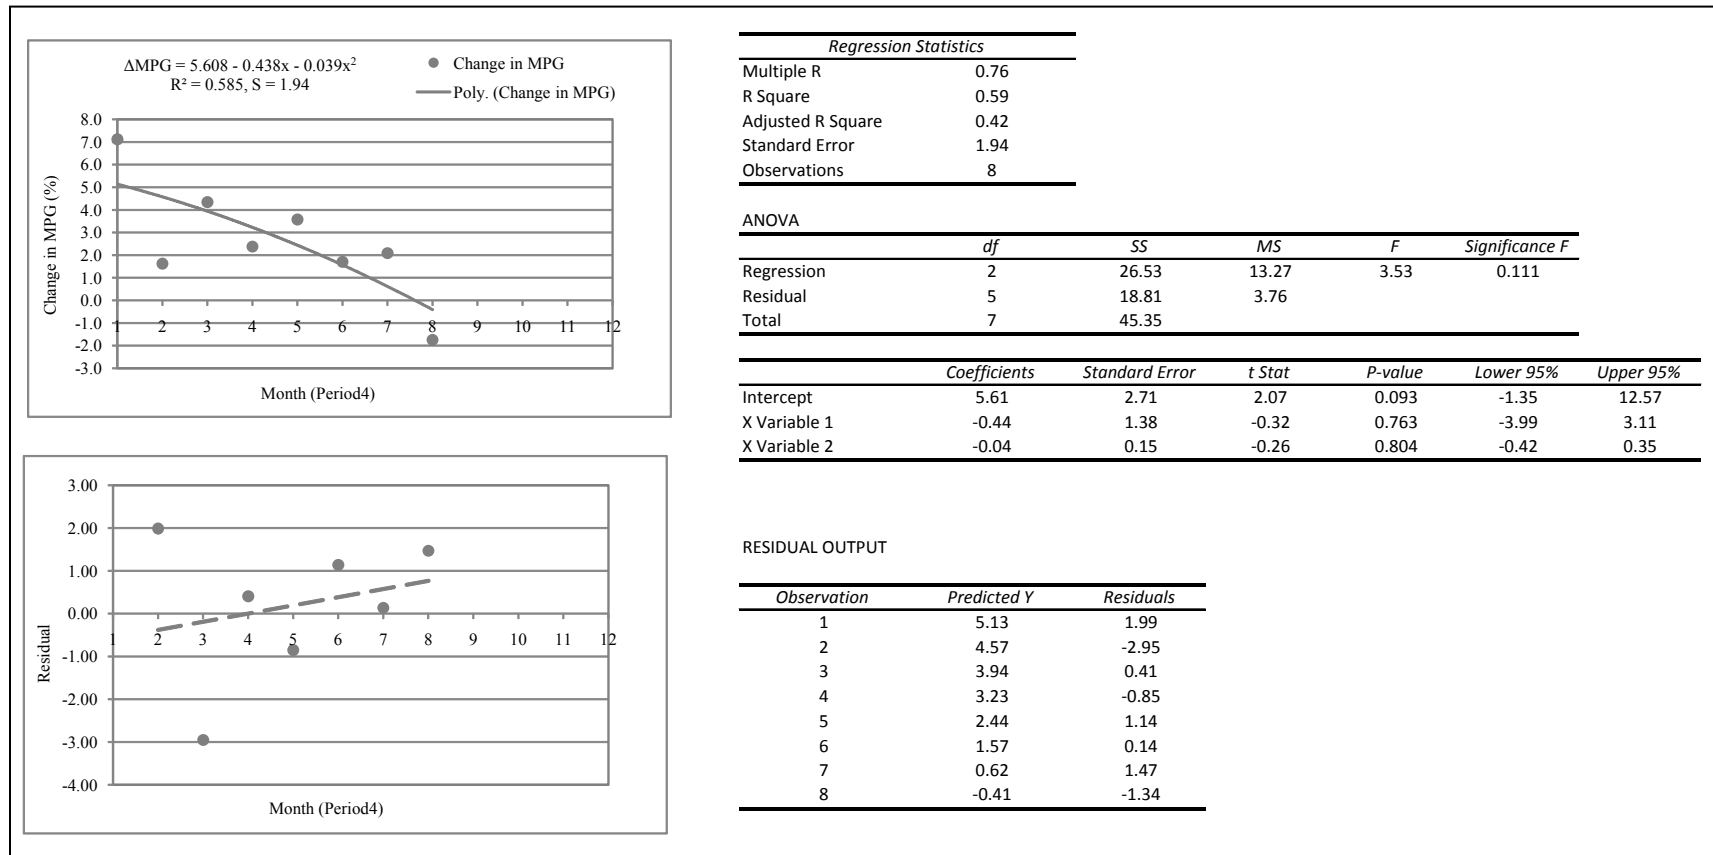 ΔMPG = 5.608 - 0.438x - 0.039x²
R² = 0.585, S = 1.94
Change in MPG
Poly. (Change in MPG)
8.0
7.0
6.0
5.0
4.0
3.0
2.0
1.0
0.0
-1.0
-2.0
-3.0
1 2 3 4 5 6 7 8 9 10 11 12
Change in MPG (%)
Month (Period4)
3.00
2.00
1.00
0.00
-1.00
-2.00
-3.00
-4.00
1 2 3 4 5 6 7 8 9 10 11 12
Residual
Month (Period4)
Regression Statistics
Multiple R 0.76
R Square 0.59
Adjusted R Square 0.42
Standard Error 1.94
Observations 8
ANOVA
df SS MS F Significance F
Regression 2 26.53 13.27 3.53 0.111
Residual 5 18.81 3.76
Total 7 45.35
Coefficients Standard Error t Stat P-value Lower 95% Upper 95%
Intercept 5.61 2.71 2.07 0.093 -1.35 12.57
X Variable 1 -0.44 1.38 -0.32 0.763 -3.99 3.11
X Variable 2 -0.04 0.15 -0.26 0.804 -0.42 0.35
RESIDUAL OUTPUT
Observation Predicted Y Residuals
1 5.13 1.99
2 4.57 -2.95
3 3.94 0.41
4 3.23 -0.85
5 2.44 1.14
6 1.57 0.14
7 0.62 1.47
8 -0.41 -1.34